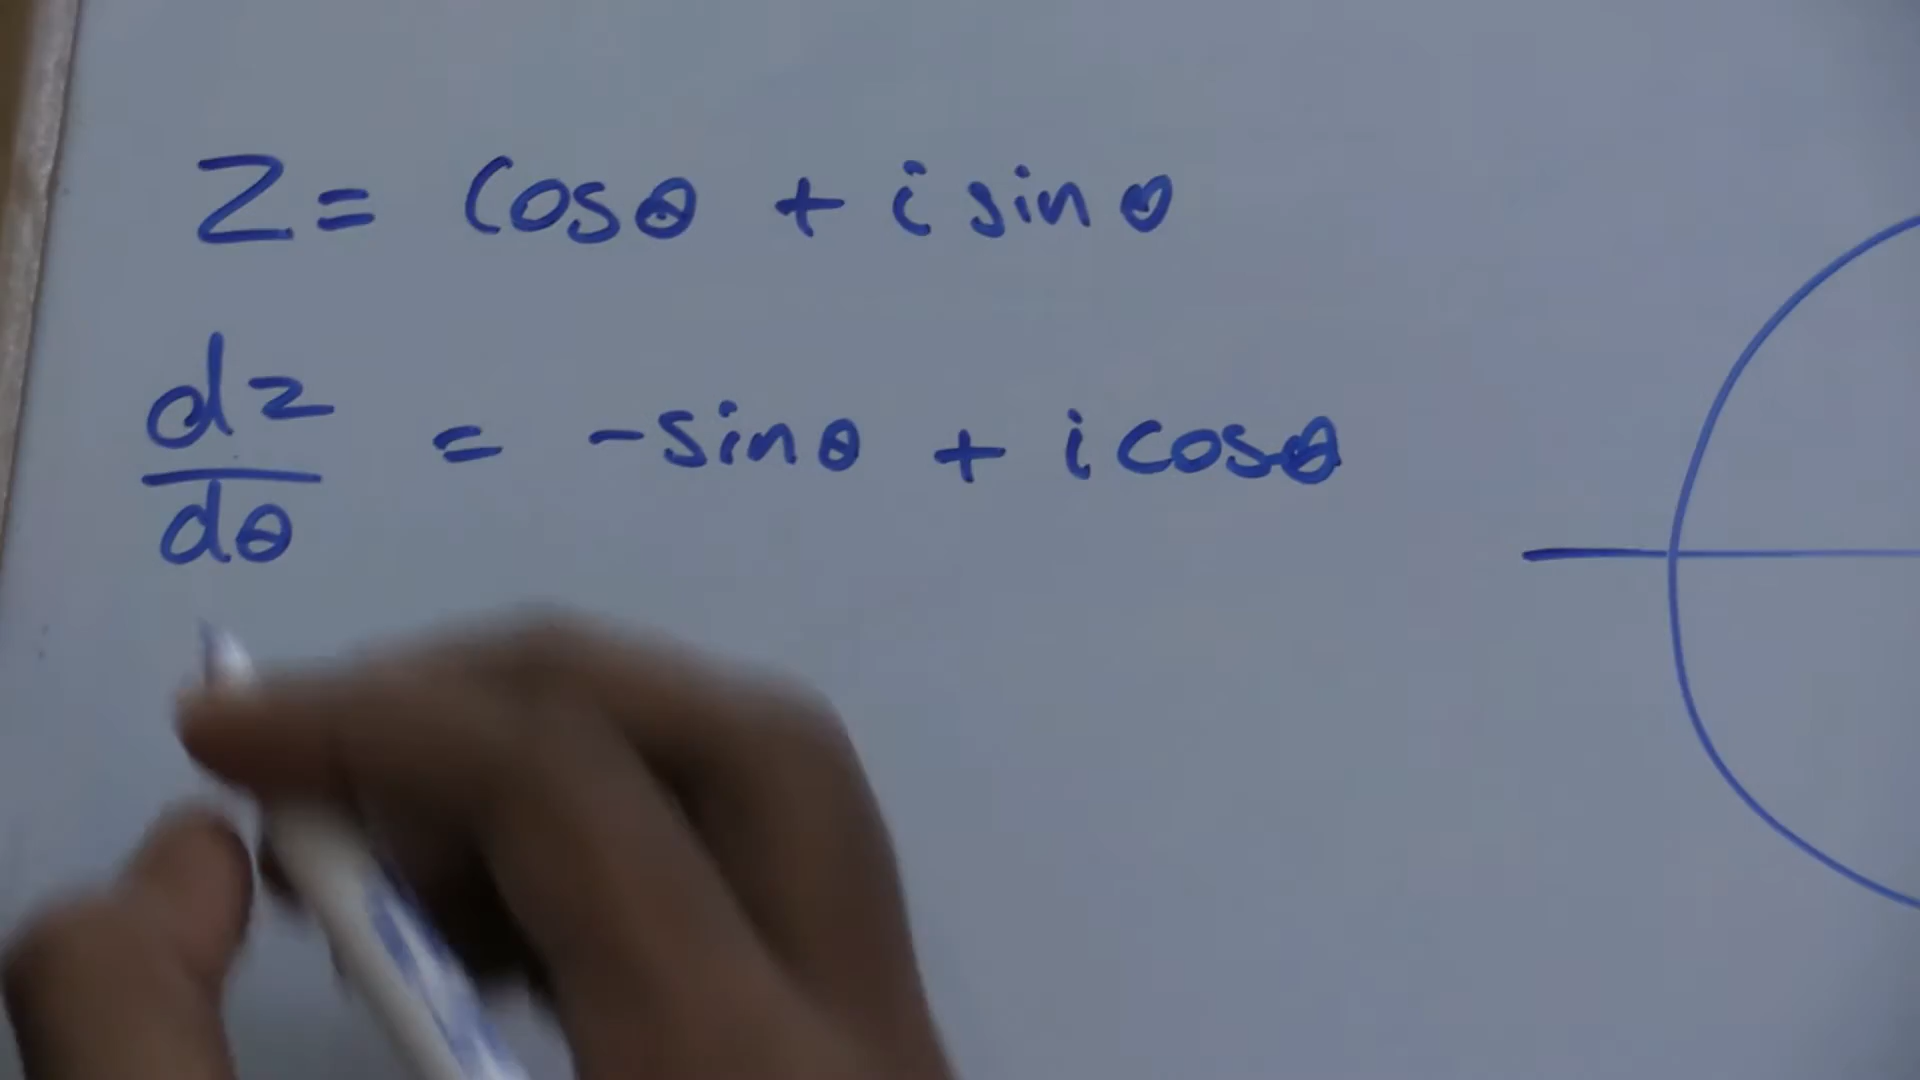 Z = cosθ + i sinθ
dz/dθ = -sinθ + i cosθ